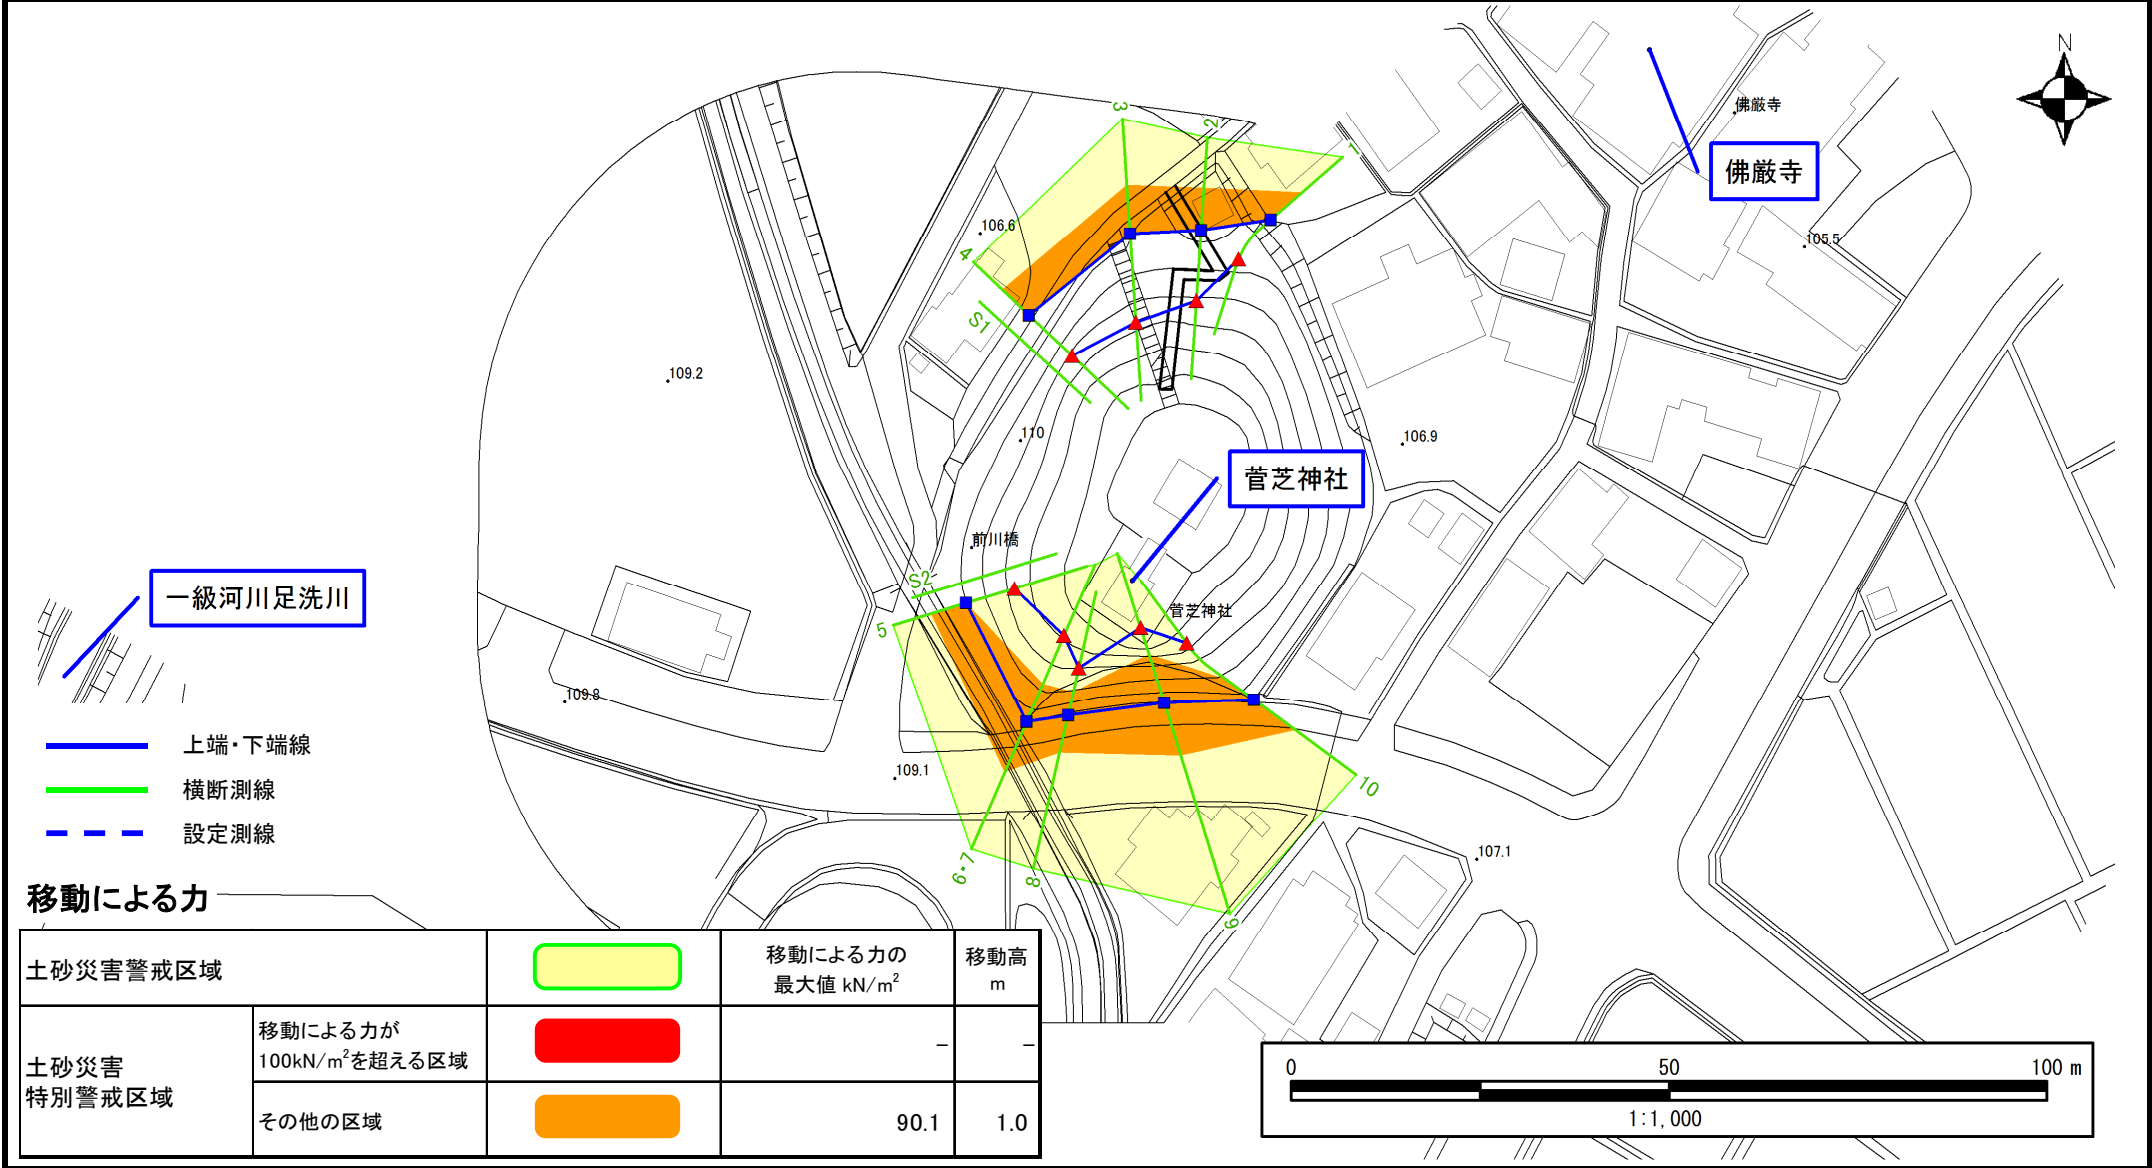 N
3
2
1
佛厳寺
佛厳寺
106.6
4
105.5
S1
109.2
110
106.9
菅芝神社
前川橋
S2
一級河川足洗川
菅芝神社
5
109.8
109.1
10
上端・下端線
横断測線
設定測線
107.1
6・7
8
9
移動による力
土砂災害警戒区域
移動による力の
最大値 kN/m²
移動高
m
土砂災害
特別警戒区域
移動による力が
100kN/m²を超える区域
－
－
その他の区域
90.1
1.0
0
50
100 m
1:1,000